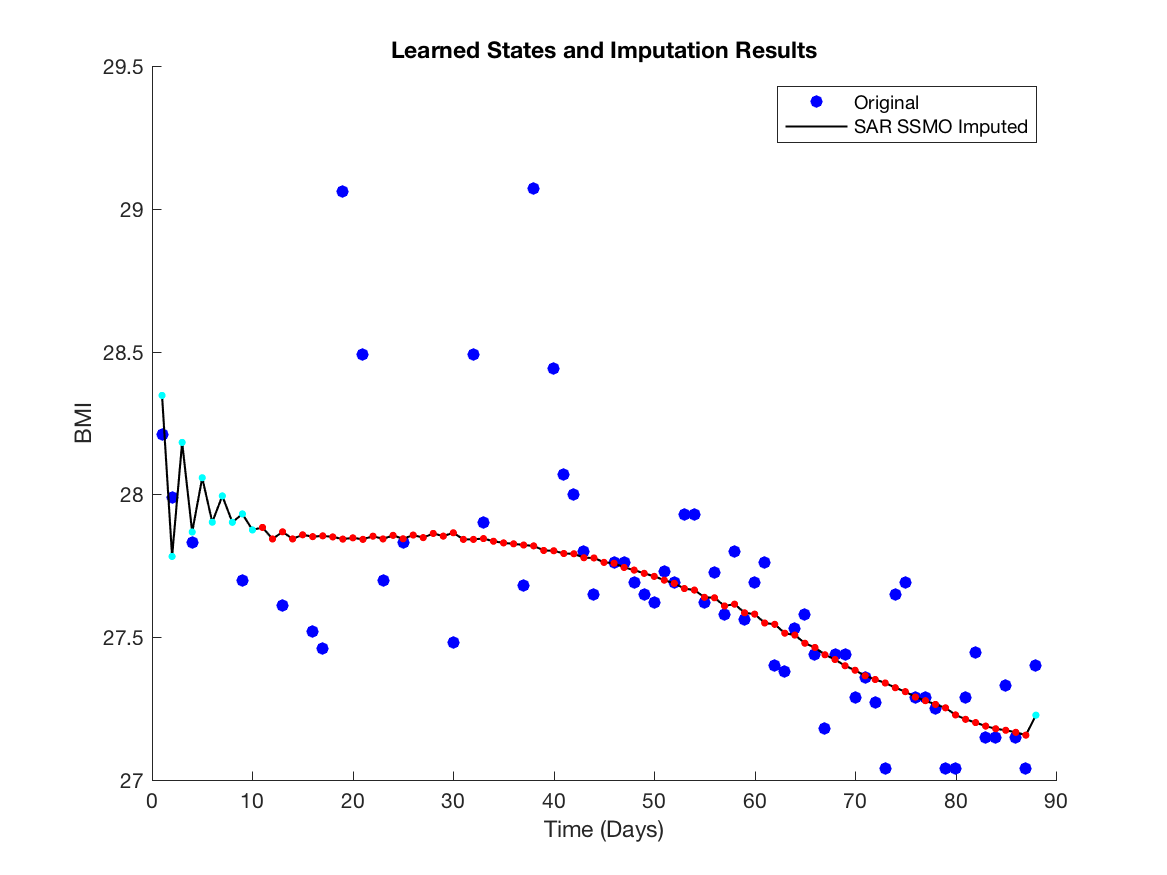 Learned States and Imputation Results
29.5
29
28.5
28
27.5
27
BMI
Original
SAR SSMO Imputed
0 10 20 30 40 50 60 70 80 90
Time (Days)